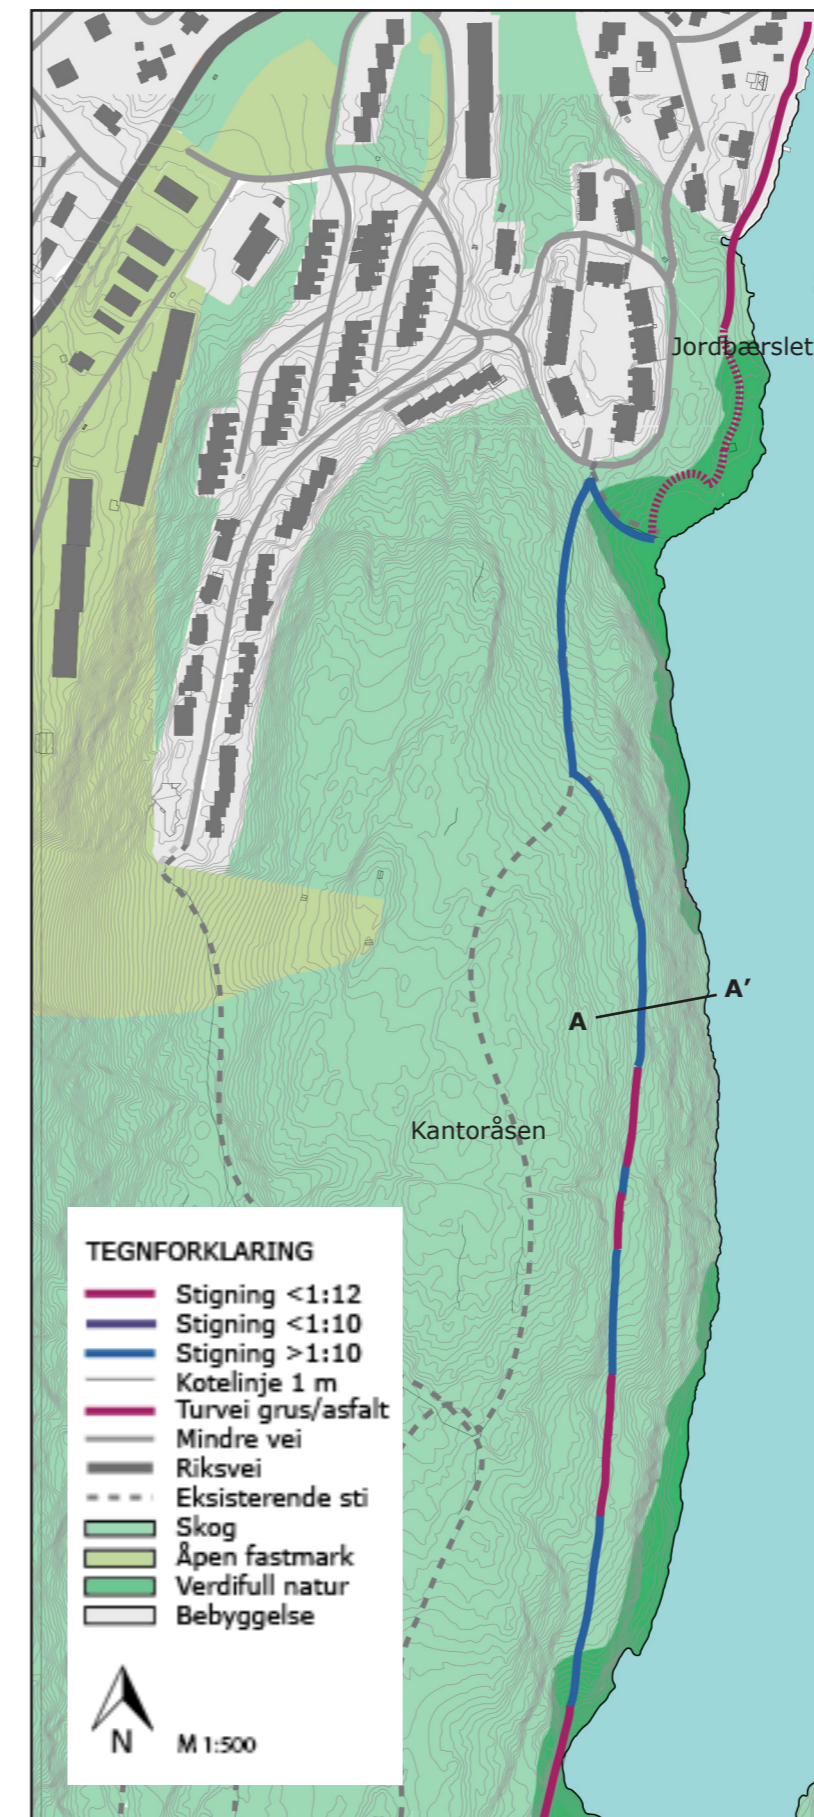 Jordbærslet
A
A’
Kantoråsen
TEGNFORKLARING
Stigning <1:12
Stigning <1:10
Stigning >1:10
Kotelinje 1 m
Turvei grus/asfalt
Mindre vei
Riksvei
Eksisterende sti
Skog
Åpen fastmark
Verdifull natur
Bebyggelse
N
M 1:500